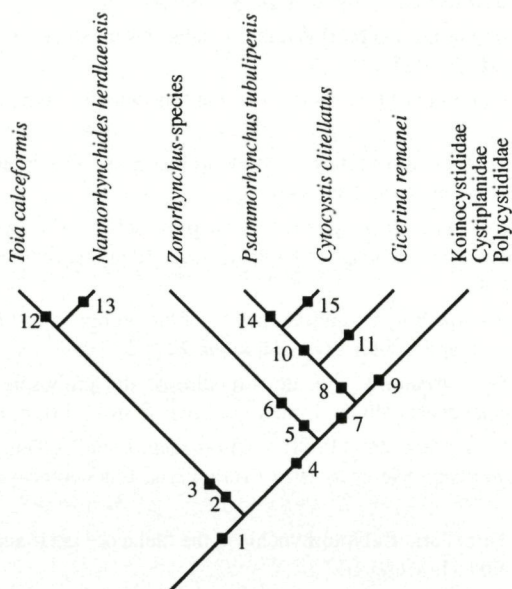 Toia calceformis
Nannorhynchides herdlaensis
Zonorhynchus-species
Psammorhynchus tubulipenis
Cytocystis clitellatus
Cicerina remanei
Koinocystididae
Cystiplanidae
Polycystididae
12
13
14
15
10
11
8
9
6
5
7
4
3
2
1